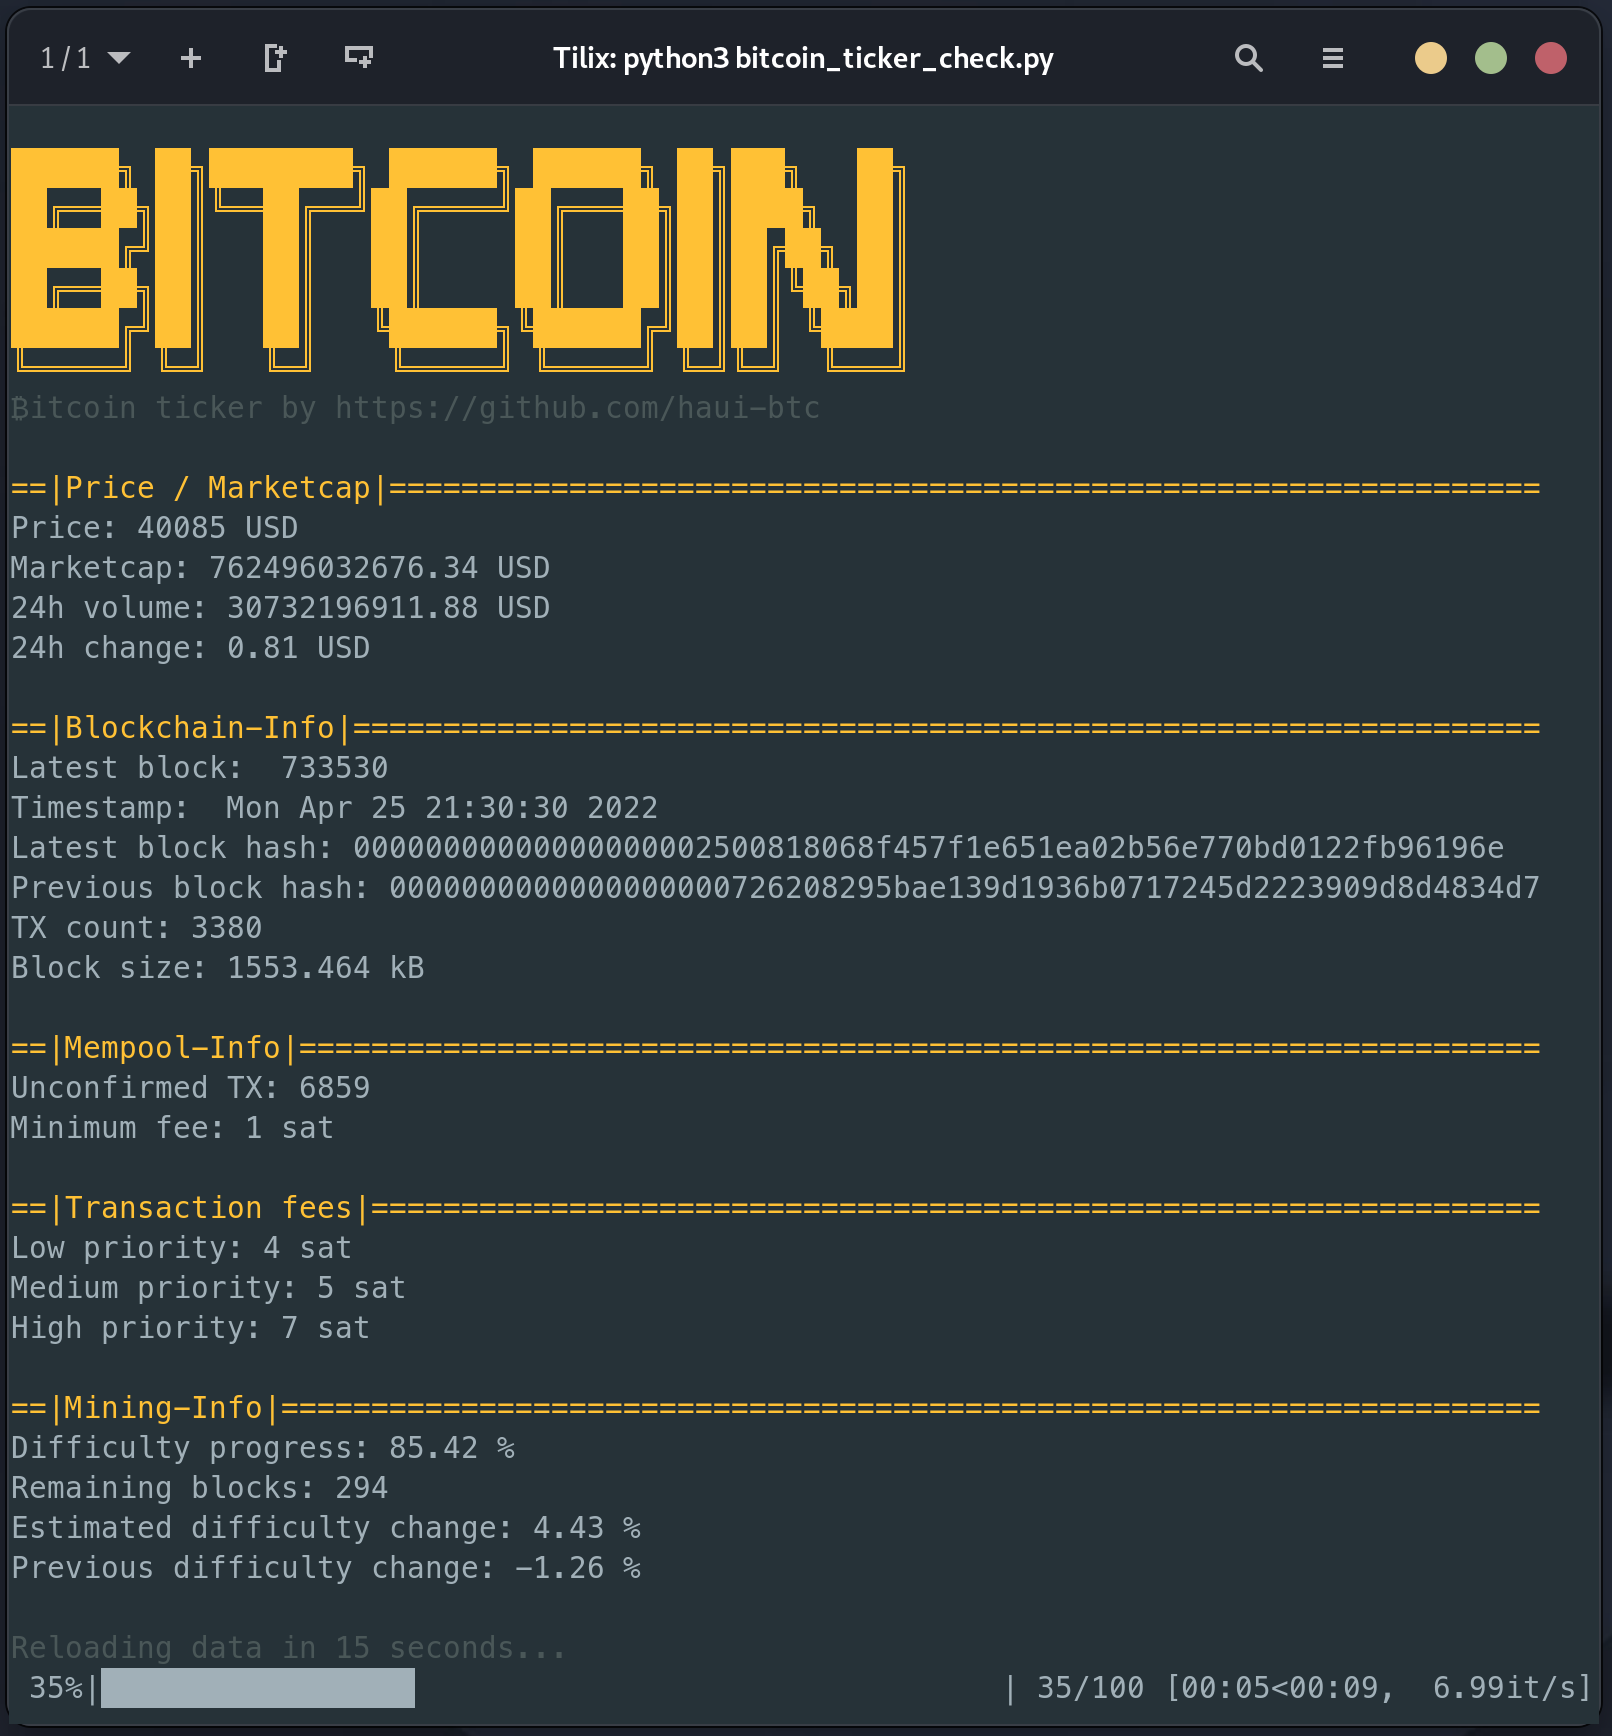 1 / 1 Tilix: python3 bitcoin_ticker_check.py
BITCOIN
₿itcoin ticker by https://github.com/haui-btc
==|Price / Marketcap|================================================================
Price: 40085 USD
Marketcap: 762496032676.34 USD
24h volume: 30732196911.88 USD
24h change: 0.81 USD
==|Blockchain-Info|==================================================================
Latest block:  733530
Timestamp:  Mon Apr 25 21:30:30 2022
Latest block hash: 00000000000000000002500818068f457f1e651ea02b56e770bd0122fb96196e
Previous block hash: 0000000000000000000726208295bae139d1936b0717245d2223909d8d4834d7
TX count: 3380
Block size: 1553.464 kB
==|Mempool-Info|=====================================================================
Unconfirmed TX: 6859
Minimum fee: 1 sat
==|Transaction fees|=================================================================
Low priority: 4 sat
Medium priority: 5 sat
High priority: 7 sat
==|Mining-Info|======================================================================
Difficulty progress: 85.42 %
Remaining blocks: 294
Estimated difficulty change: 4.43 %
Previous difficulty change: -1.26 %
Reloading data in 15 seconds...
35%| | 35/100 [00:05<00:09,  6.99it/s]